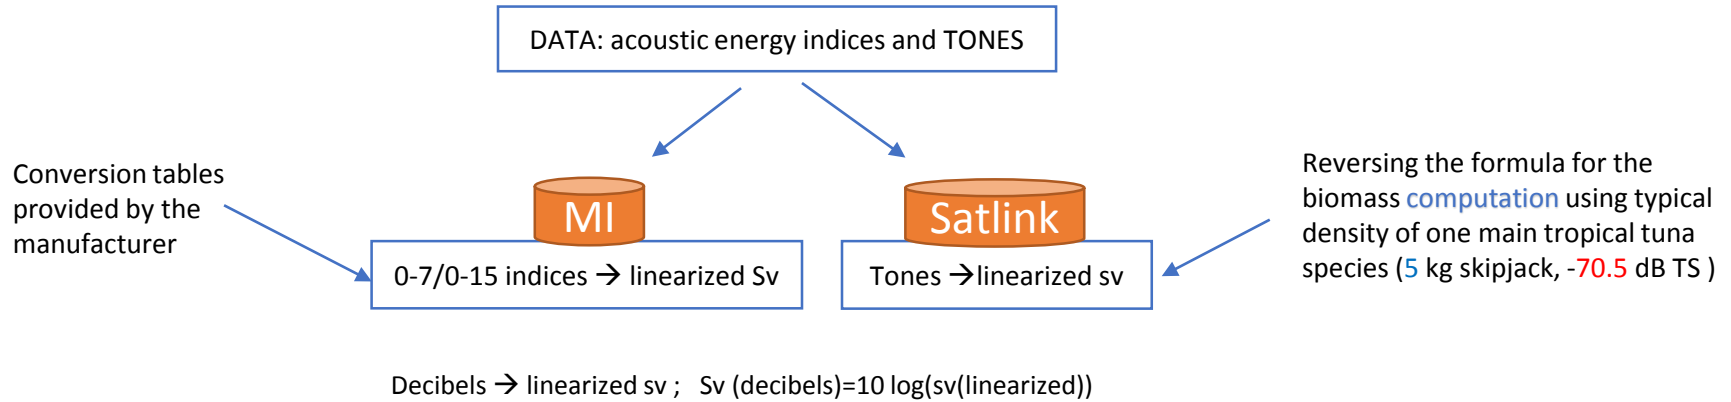 DATA: acoustic energy indices and TONES
Conversion tables
provided by the
manufacturer
MI
0-7/0-15 indices → linearized Sv
Satlink
Tones →linearized sv
Reversing the formula for the
biomass computation using typical
density of one main tropical tuna
species (5 kg skipjack, -70.5 dB TS )
Decibels → linearized sv ; Sv (decibels)=10 log(sv(linearized))